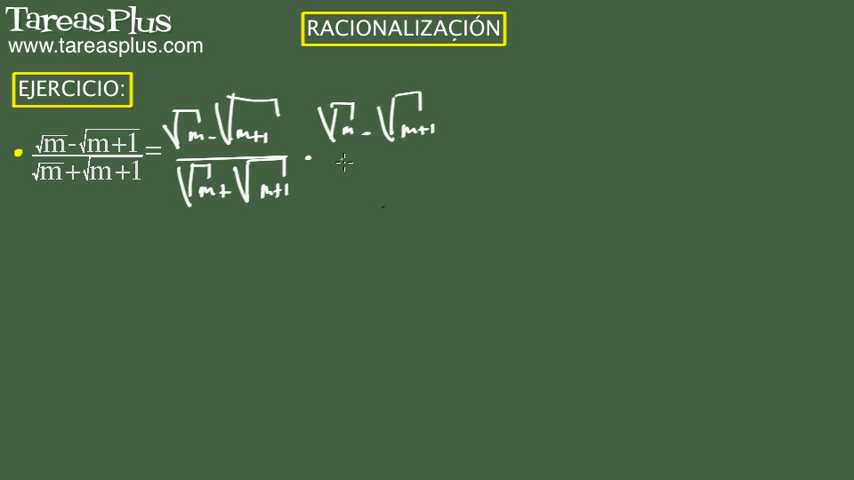 TareasPlus
www.tareasplus.com
RACIONALIZACIÓN
EJERCICIO:
• (√m-√(m+1))/(√m+√(m+1)) = (√m-√(m+1))/(√m+√(m+1)) · √m-√(m+1)